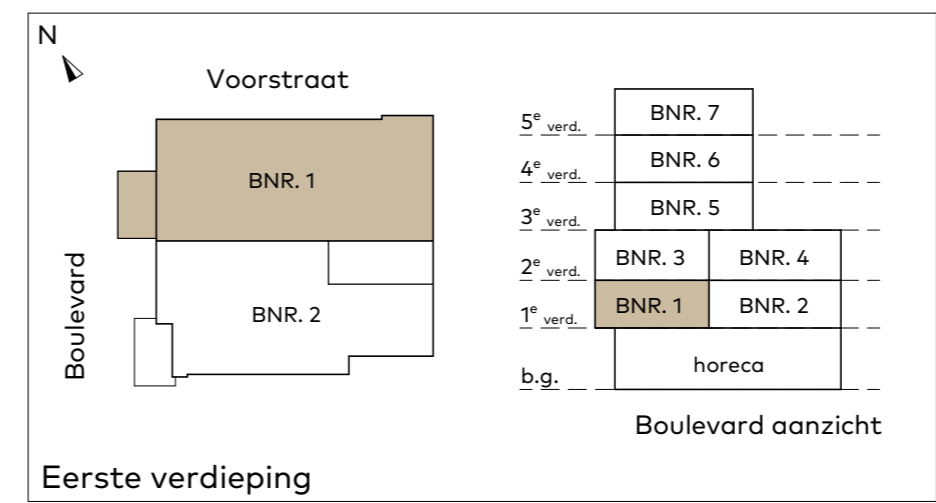 N
Voorstraat
BNR. 1
BNR. 2
Boulevard
5e verd.
BNR. 7
4e verd.
BNR. 6
3e verd.
BNR. 5
2e verd.
BNR. 3
BNR. 4
1e verd.
BNR. 1
BNR. 2
b.g.
horeca
Boulevard aanzicht
Eerste verdieping